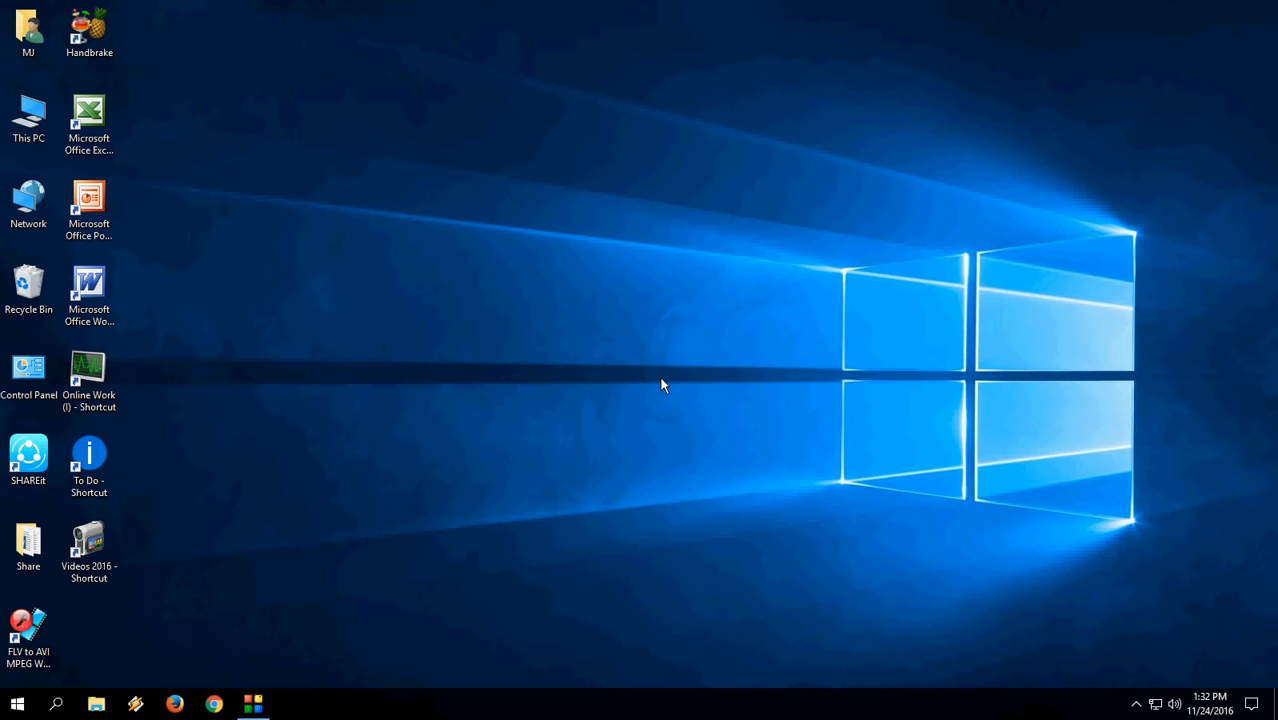 MJ
Handbrake
This PC
Microsoft
Office Exc...
Network
Microsoft
Office Po...
Recycle Bin
Microsoft
Office Wo...
Control Panel
Online Work
(I) - Shortcut
SHAREit
To Do -
Shortcut
Share
Videos 2016 -
Shortcut
FLV to AVI
MPEG W...
1:32 PM
11/24/2016